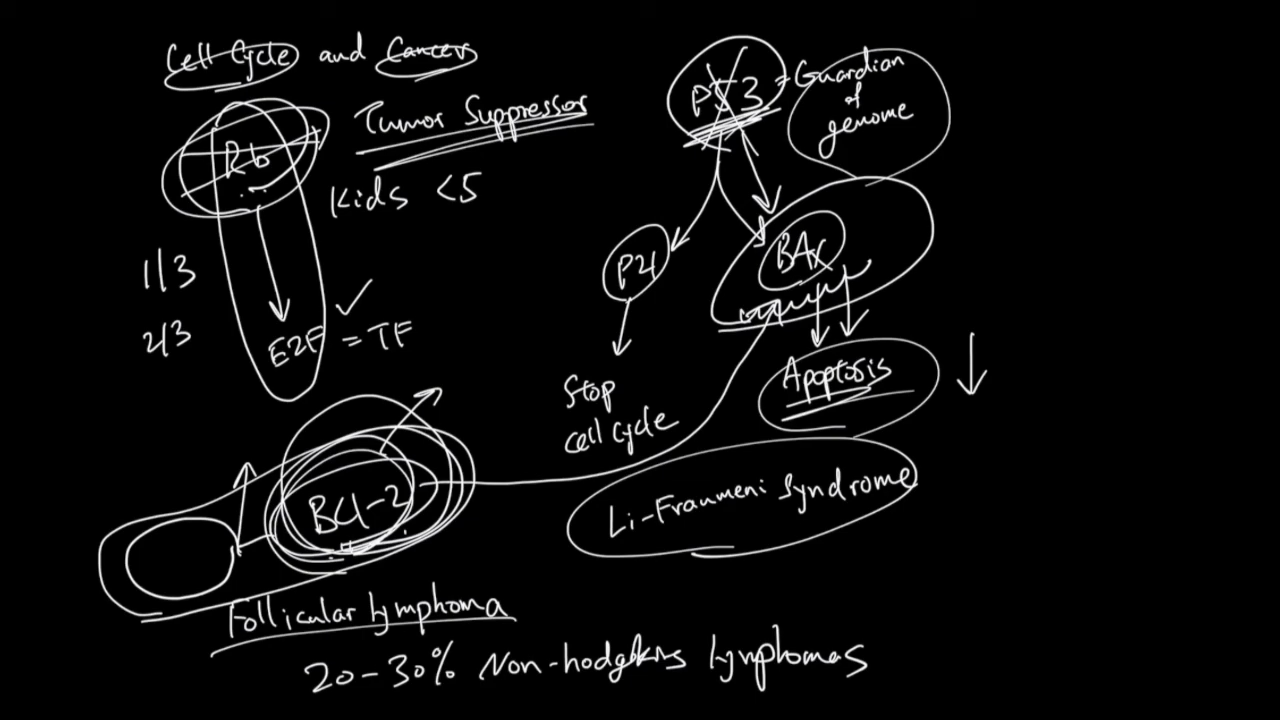 Cell Cycle and Cancer
Tumor Suppressor
Rb
Kids <5
1/3
2/3
E2F = TF
P53 = Guardian
of
genome
P21
BAX
Stop
cell cycle
Apoptosis
Li-Fraumeni Syndrome
BCl-2
Follicular lymphoma
20-30% Non-hodgkins lymphomas